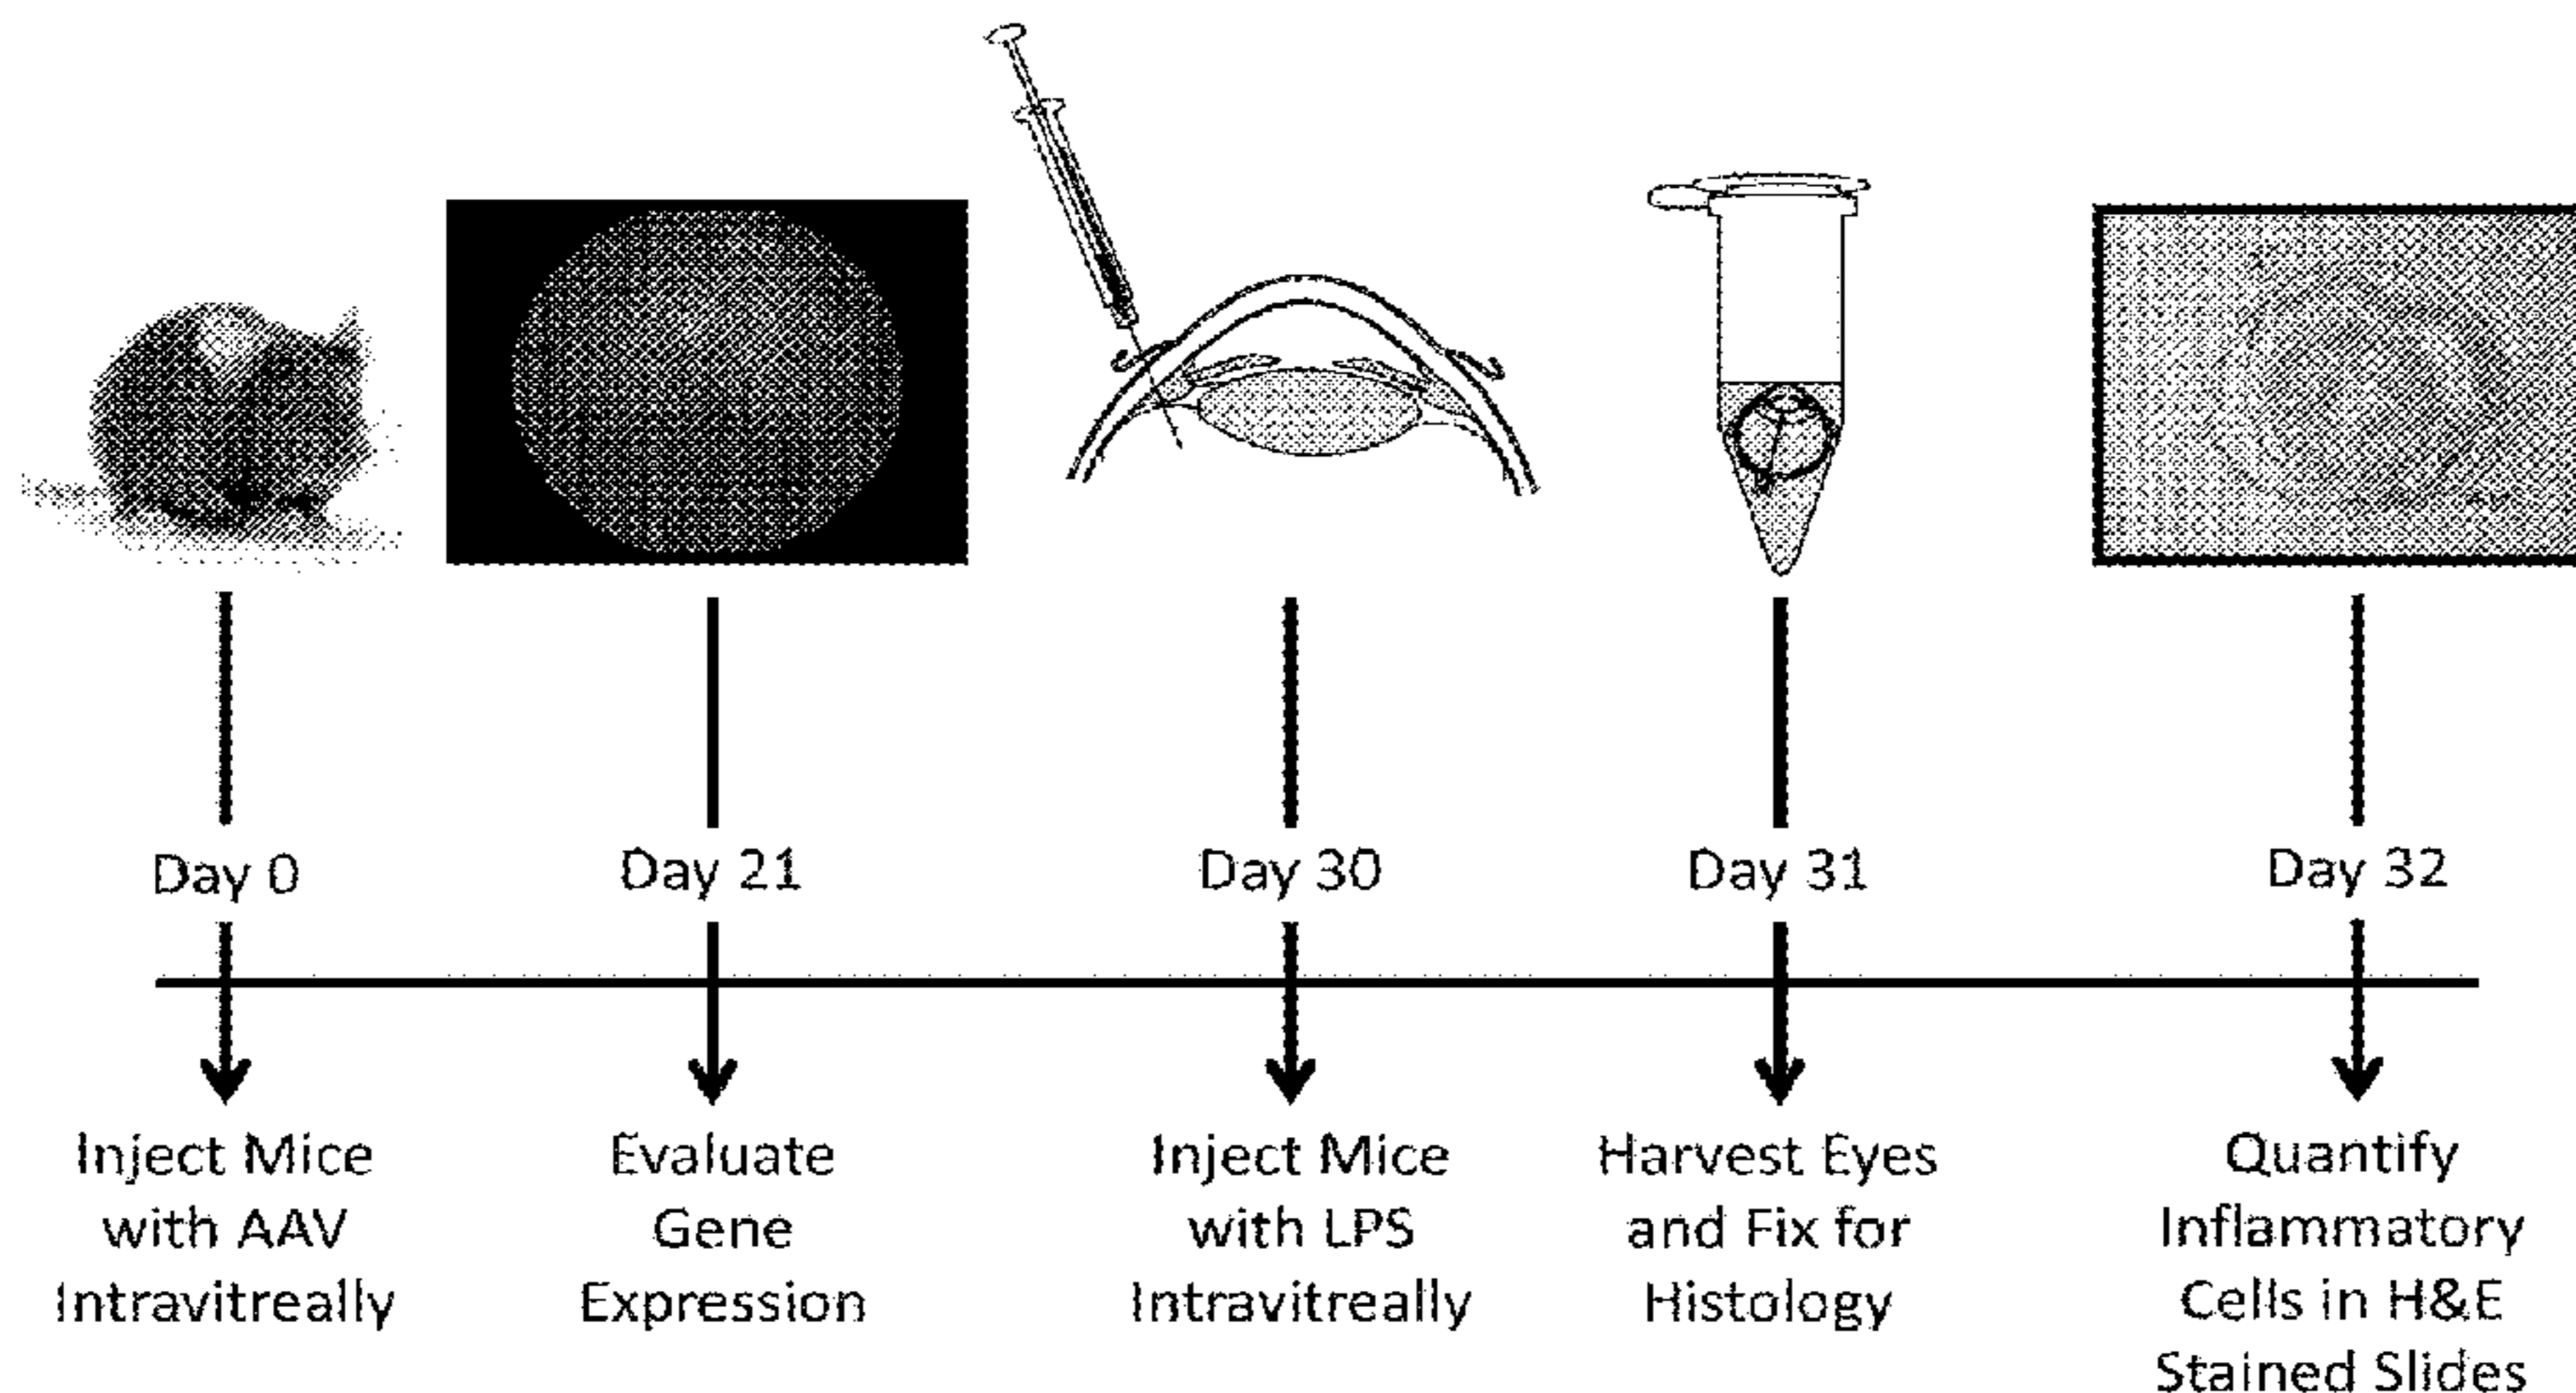 Day 0
Day 21
Day 30
Day 31
Day 32
Inject Mice
with AAV
Intravitreally
Evaluate
Gene
Expression
Inject Mice
with LPS
Intravitreally
Harvest Eyes
and Fix for
Histology
Quantify
Inflammatory
Cells in H&E
Stained Slides